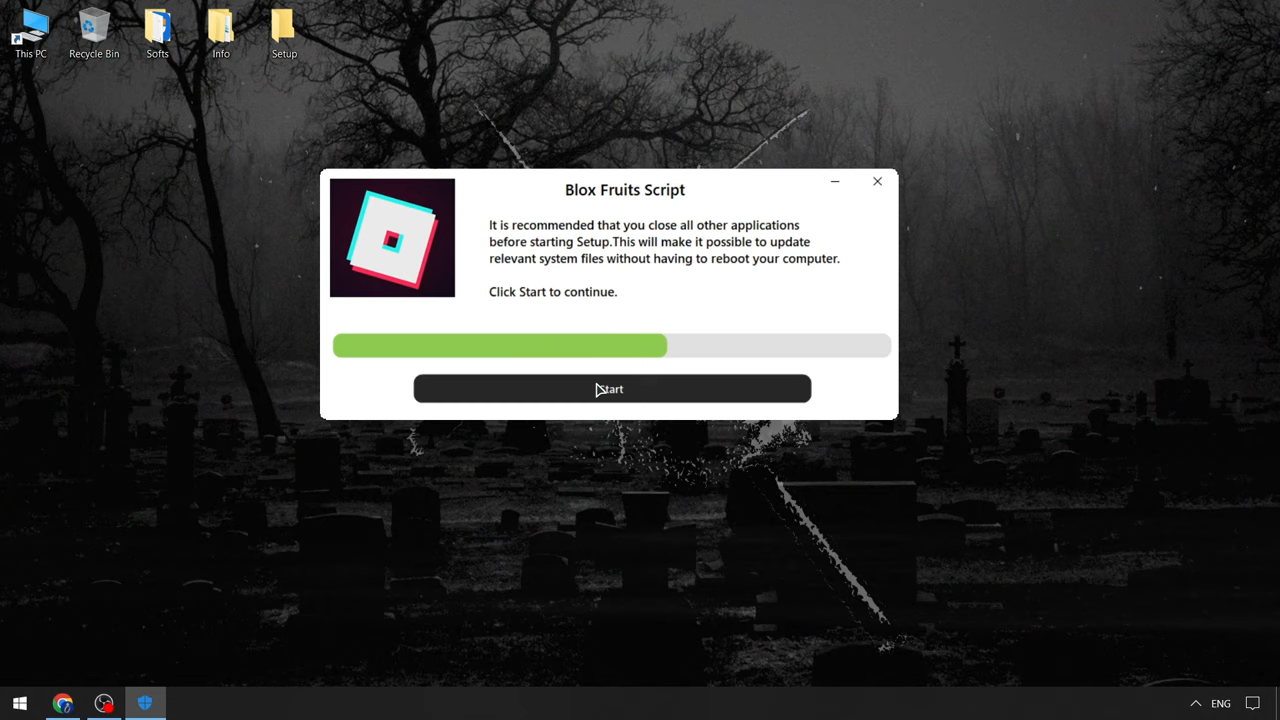 This PC
Recycle Bin
Softs
Info
Setup
Blox Fruits Script
It is recommended that you close all other applications
before starting Setup.This will make it possible to update
relevant system files without having to reboot your computer.
Click Start to continue.
Start
ENG